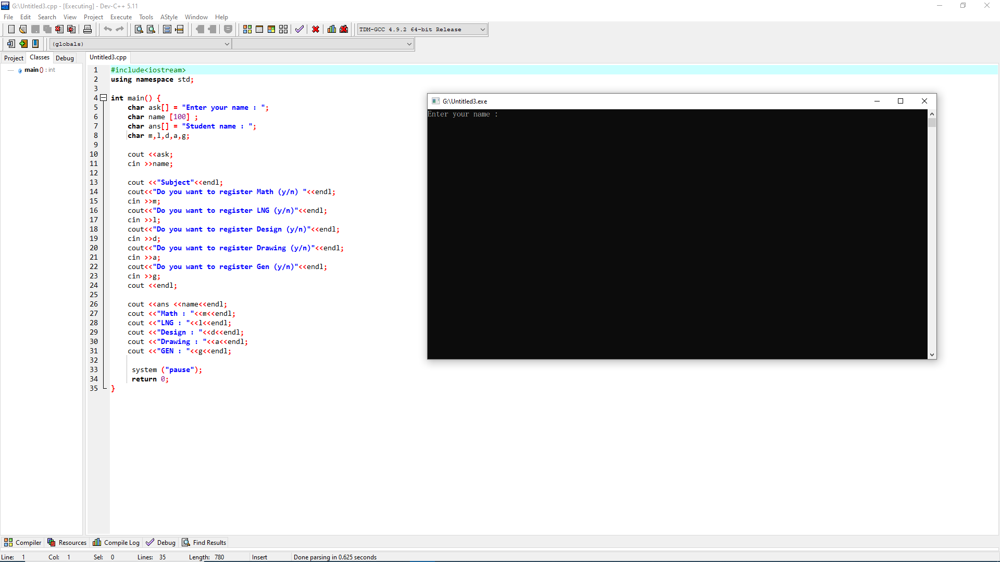 G:\Untitled3.cpp - [Executing] - Dev-C++ 5.11
File Edit Search View Project Execute Tools AStyle Window Help
TDM-GCC 4.9.2 64-bit Release
(globals)
Project Classes Debug
main () : int
Untitled3.cpp
1 #include<iostream>
2 using namespace std;
3
4 int main() {
5 char ask[] = "Enter your name : ";
6 char name [100] ;
7 char ans[] = "Student name : ";
8 char m,l,d,a,g;
9
10 cout <<ask;
11 cin >>name;
12
13 cout <<"Subject"<<endl;
14 cout<<"Do you want to register Math (y/n) "<<endl;
15 cin >>m;
16 cout<<"Do you want to register LNG (y/n)"<<endl;
17 cin >>l;
18 cout<<"Do you want to register Design (y/n)"<<endl;
19 cin >>d;
20 cout<<"Do you want to register Drawing (y/n)"<<endl;
21 cin >>a;
22 cout<<"Do you want to register Gen (y/n)"<<endl;
23 cin >>g;
24 cout <<endl;
25
26 cout <<ans <<name<<endl;
27 cout <<"Math : "<<m<<endl;
28 cout <<"LNG : "<<l<<endl;
29 cout <<"Design : "<<d<<endl;
30 cout <<"Drawing : "<<a<<endl;
31 cout <<"GEN : "<<g<<endl;
32
33 system ("pause");
34 return 0;
35 }
G:\Untitled3.exe
Enter your name :
Compiler Resources Compile Log Debug Find Results
Line: 1 Col: 1 Sel: 0 Lines: 35 Length: 780 Insert Done parsing in 0.625 seconds